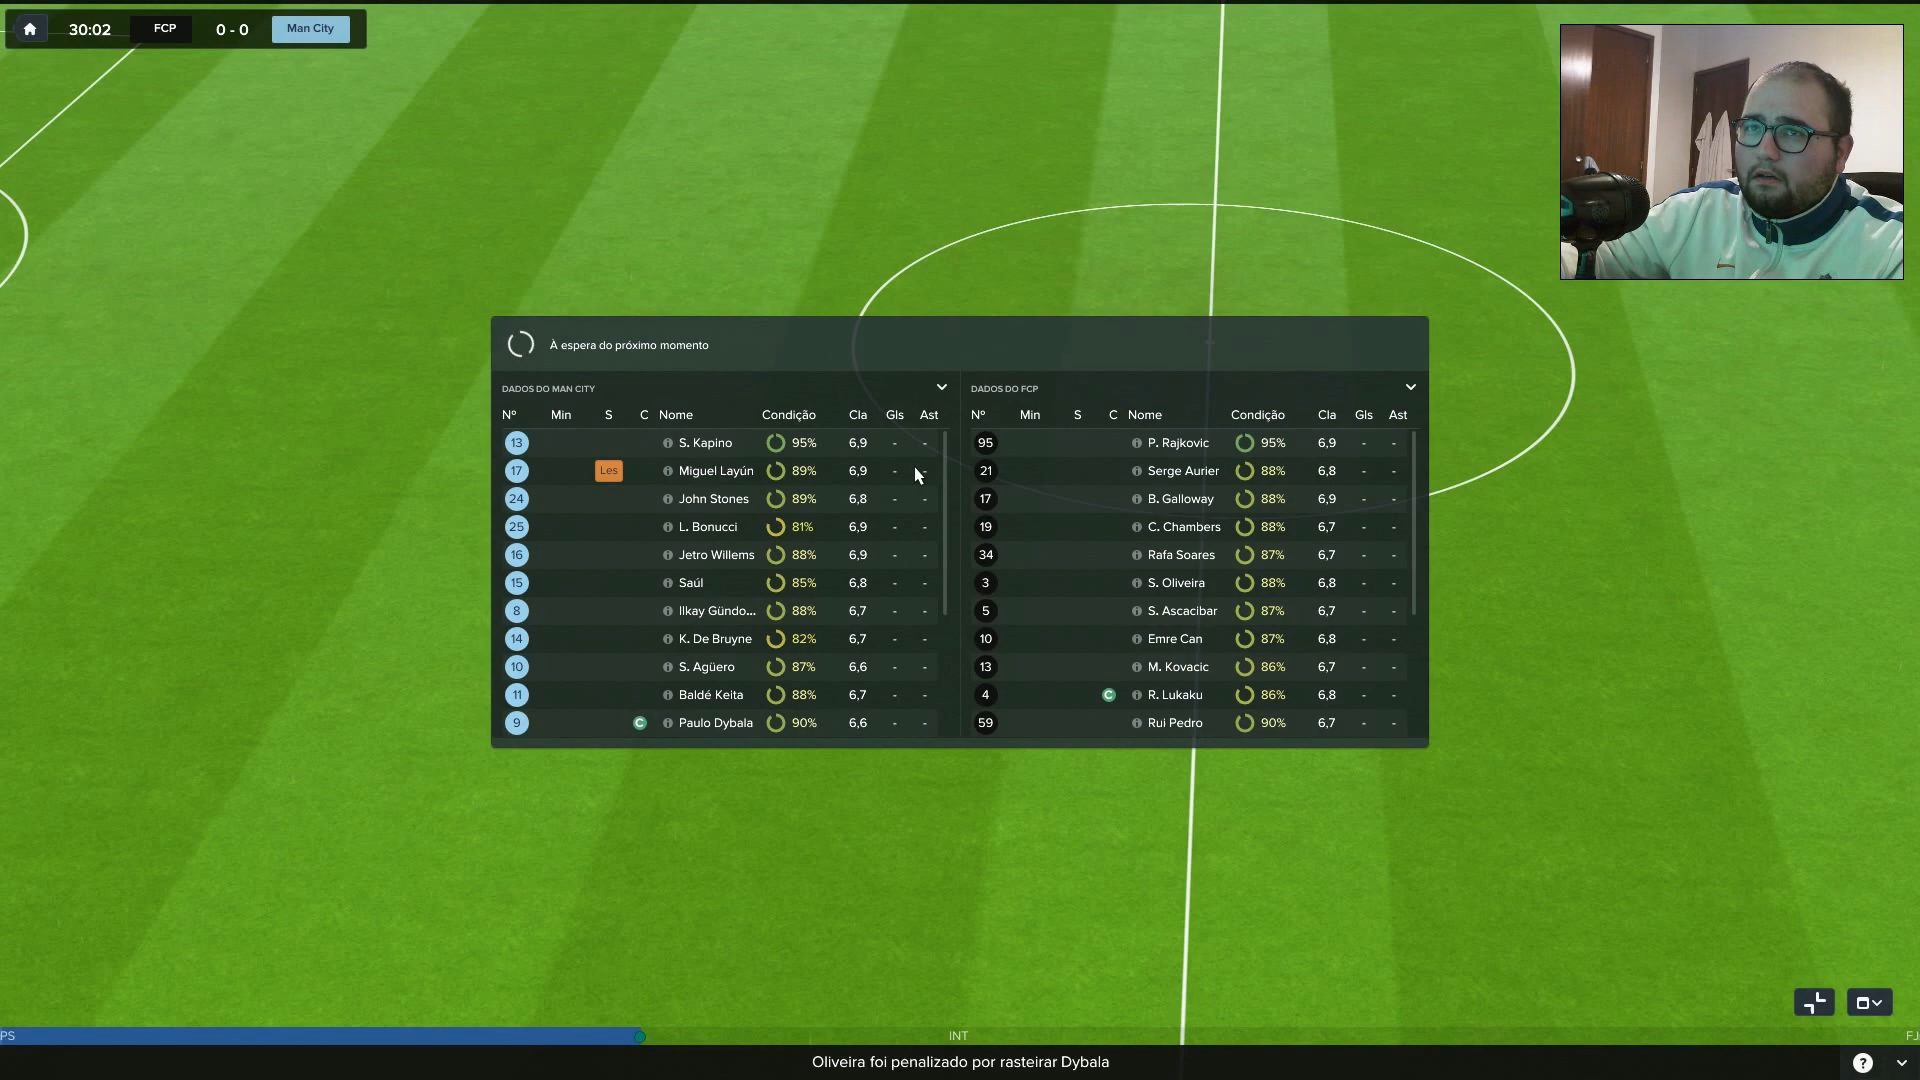 30:02 FCP 0 - 0 Man City
À espera do próximo momento
DADOS DO MAN CITY
Nº Min S C Nome Condição Cla Gls Ast
13 S. Kapino 95% 6,9 - -
17 Les Miguel Layún 89% 6,9 - -
24 John Stones 89% 6,8 - -
25 L. Bonucci 81% 6,9 - -
16 Jetro Willems 88% 6,9 - -
15 Saúl 85% 6,8 - -
8 Ilkay Gündo... 88% 6,7 - -
14 K. De Bruyne 82% 6,7 - -
10 S. Agüero 87% 6,6 - -
11 Baldé Keita 88% 6,7 - -
9 C Paulo Dybala 90% 6,6 - -
DADOS DO FCP
Nº Min S C Nome Condição Cla Gls Ast
95 P. Rajkovic 95% 6,9 - -
21 Serge Aurier 88% 6,8 - -
17 B. Galloway 88% 6,9 - -
19 C. Chambers 88% 6,7 - -
34 Rafa Soares 87% 6,7 - -
3 S. Oliveira 88% 6,8 - -
5 S. Ascacibar 87% 6,7 - -
10 Emre Can 87% 6,8 - -
13 M. Kovacic 86% 6,7 - -
4 C R. Lukaku 86% 6,8 - -
59 Rui Pedro 90% 6,7 - -
PS INT FJ
Oliveira foi penalizado por rasteirar Dybala
?